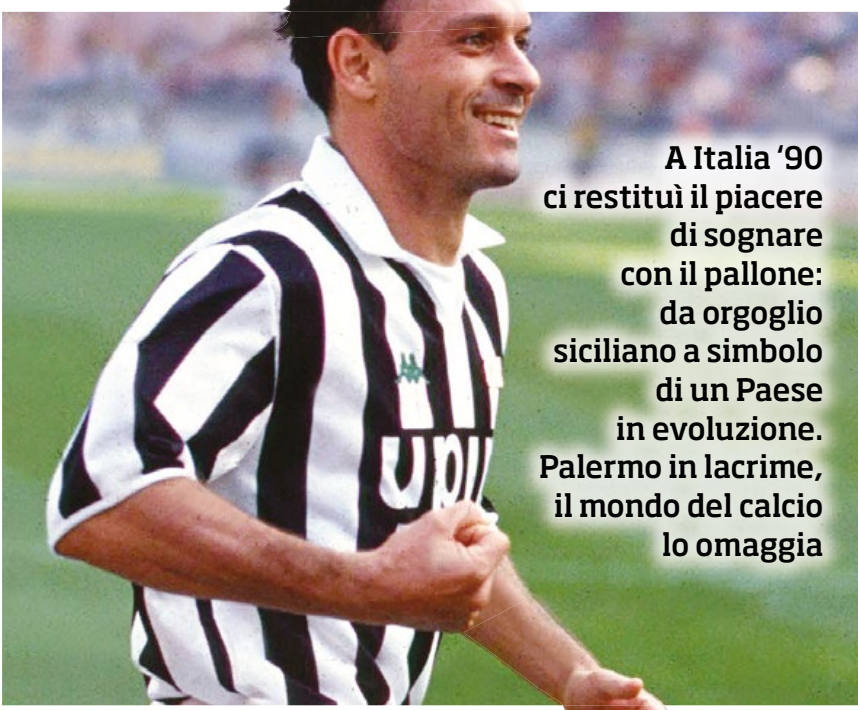 A Italia ‘90
ci restituì il piacere
di sognare
con il pallone:
da orgoglio
siciliano a simbolo
di un Paese
in evoluzione.
Palermo in lacrime,
il mondo del calcio
lo omaggia
upi